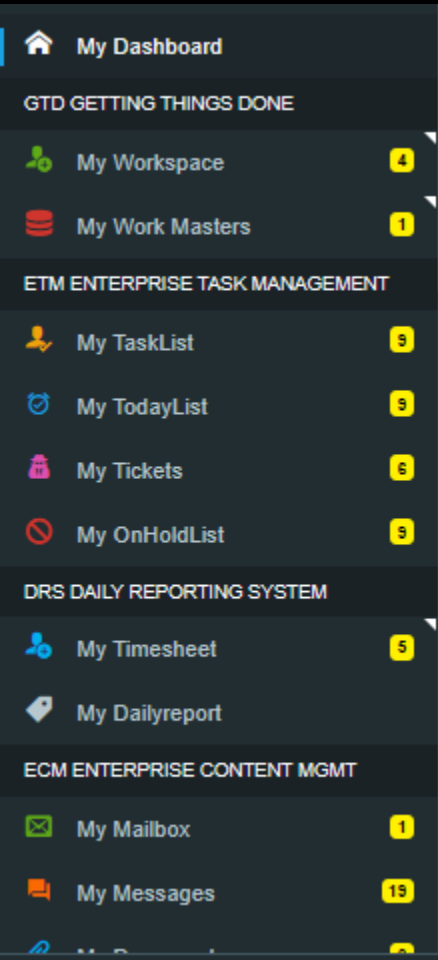 My Dashboard
GTD GETTING THINGS DONE
My Workspace 4
My Work Masters 1
ETM ENTERPRISE TASK MANAGEMENT
My TaskList 9
My TodayList 9
My Tickets 6
My OnHoldList 9
DRS DAILY REPORTING SYSTEM
My Timesheet 5
My Dailyreport
ECM ENTERPRISE CONTENT MGMT
My Mailbox 1
My Messages 19
My